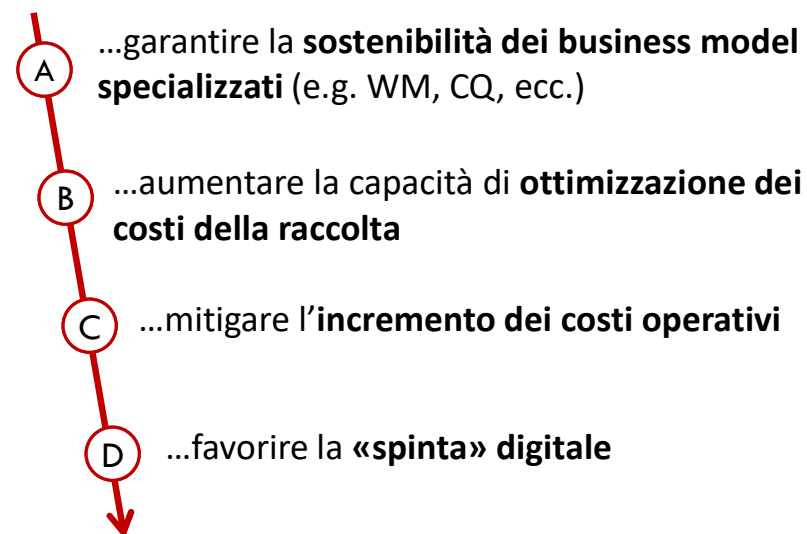 A
…garantire la sostenibilità dei business model
specializzati (e.g. WM, CQ, ecc.)
B
…aumentare la capacità di ottimizzazione dei
costi della raccolta
C
…mitigare l’incremento dei costi operativi
D
…favorire la «spinta» digitale